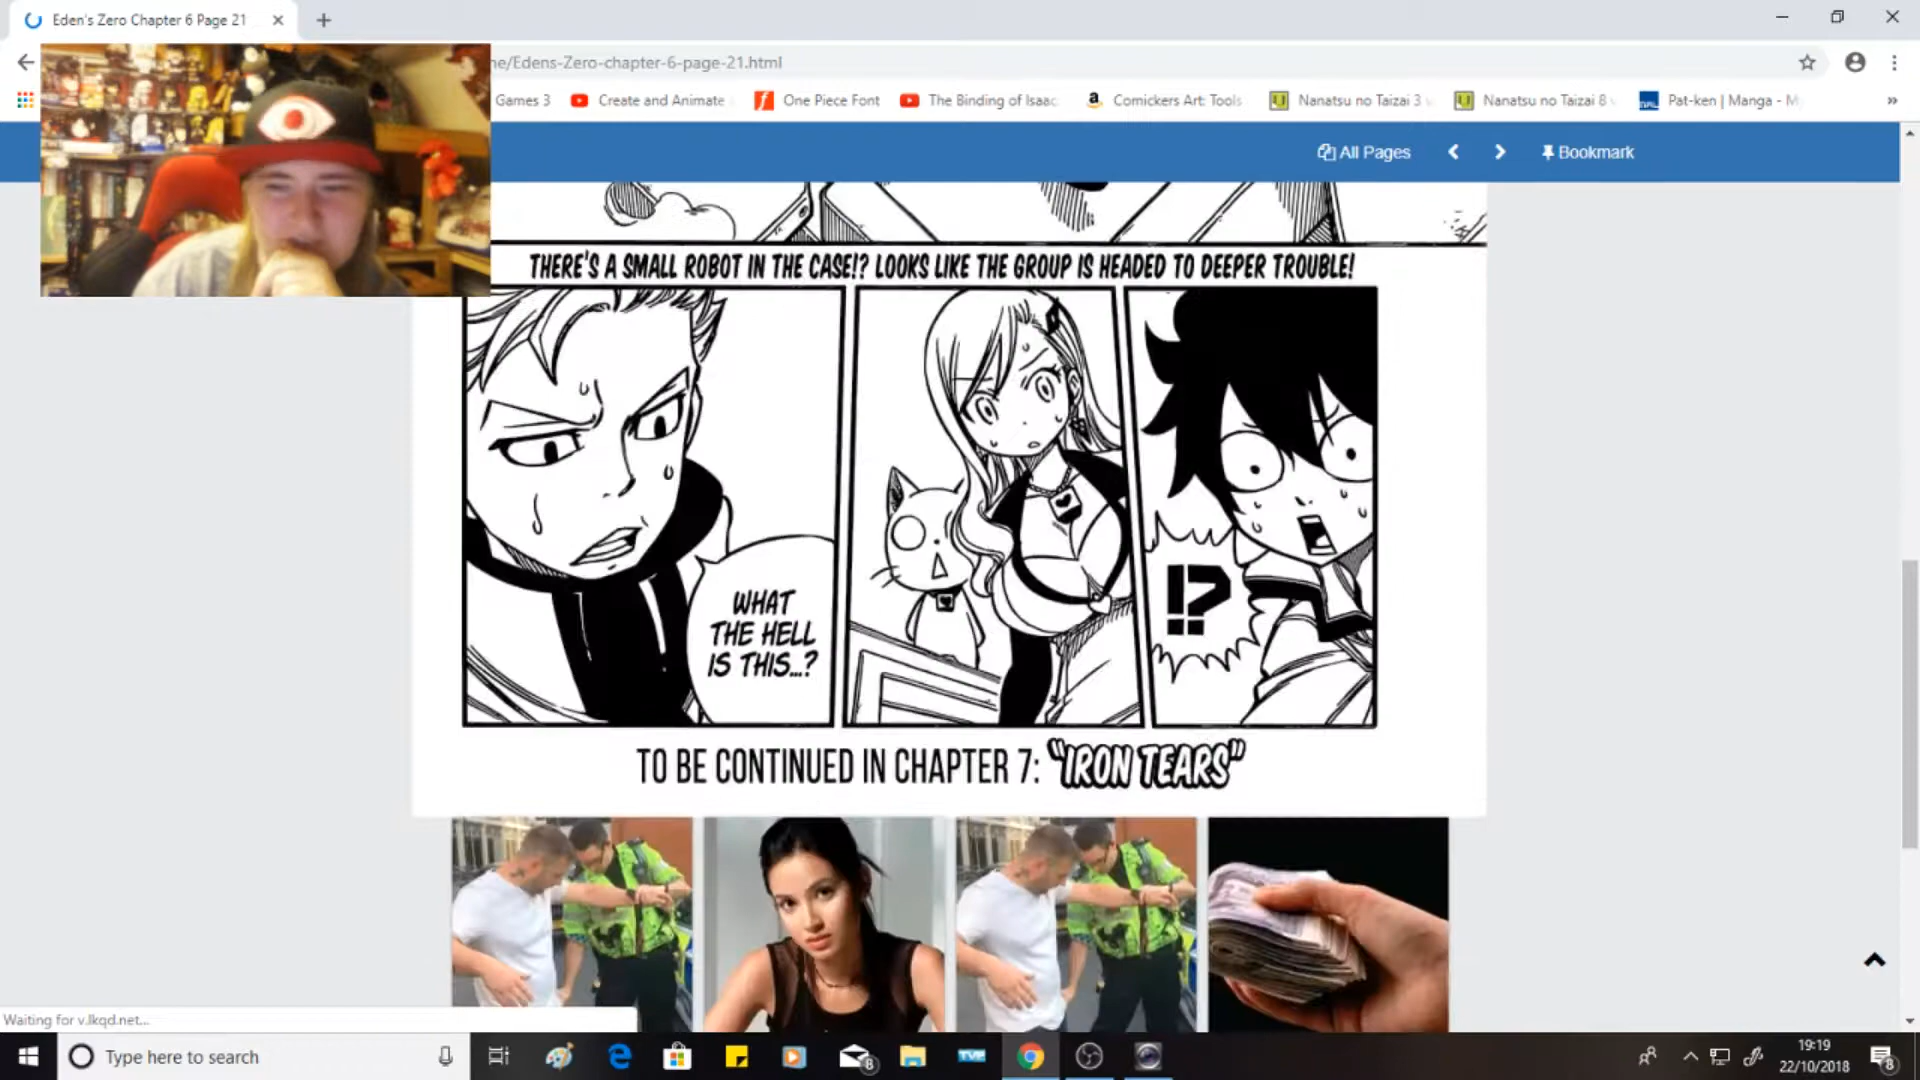 Eden's Zero Chapter 6 Page 21
ne/Edens-Zero-chapter-6-page-21.html
Games 3
Create and Animate
One Piece Font
The Binding of Isaac
Comickers Art: Tools
Nanatsu no Taizai 3
Nanatsu no Taizai 8
Pat-ken | Manga - M
All Pages
Bookmark
THERE'S A SMALL ROBOT IN THE CASE!? LOOKS LIKE THE GROUP IS HEADED TO DEEPER TROUBLE!
WHAT
THE HELL
IS THIS...?
!?
TO BE CONTINUED IN CHAPTER 7: "IRON TEARS"
Waiting for v.lkqd.net...
Type here to search
8
TVP
19:19
22/10/2018
8